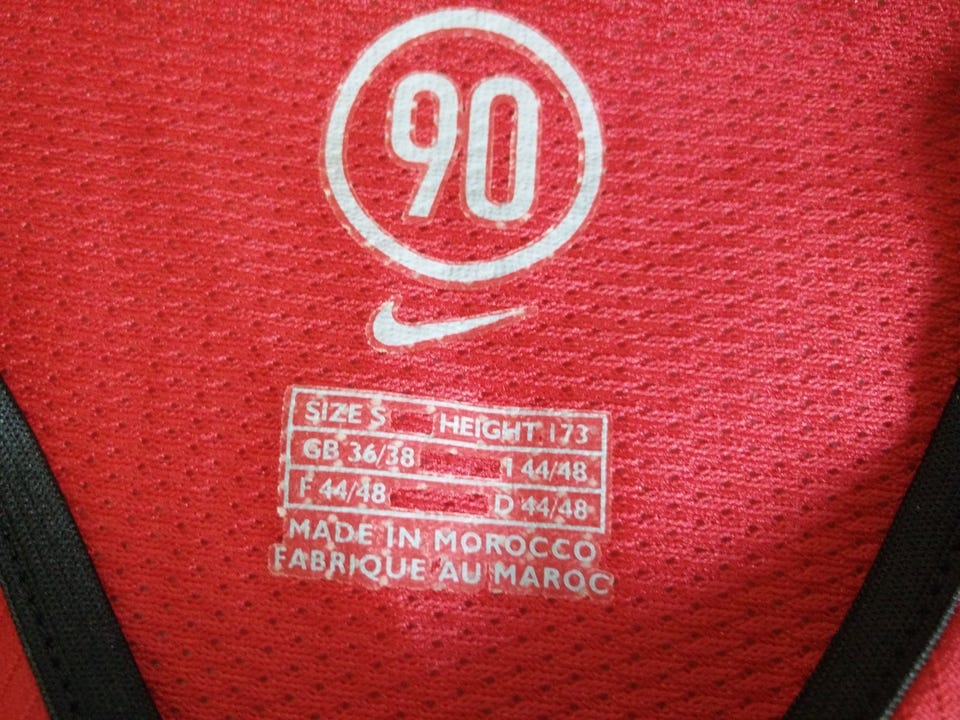 90
SIZE S HEIGHT 173
GB 36/38 I 44/48
F 44/48 D 44/48
MADE IN MOROCCO
FABRIQUE AU MAROC